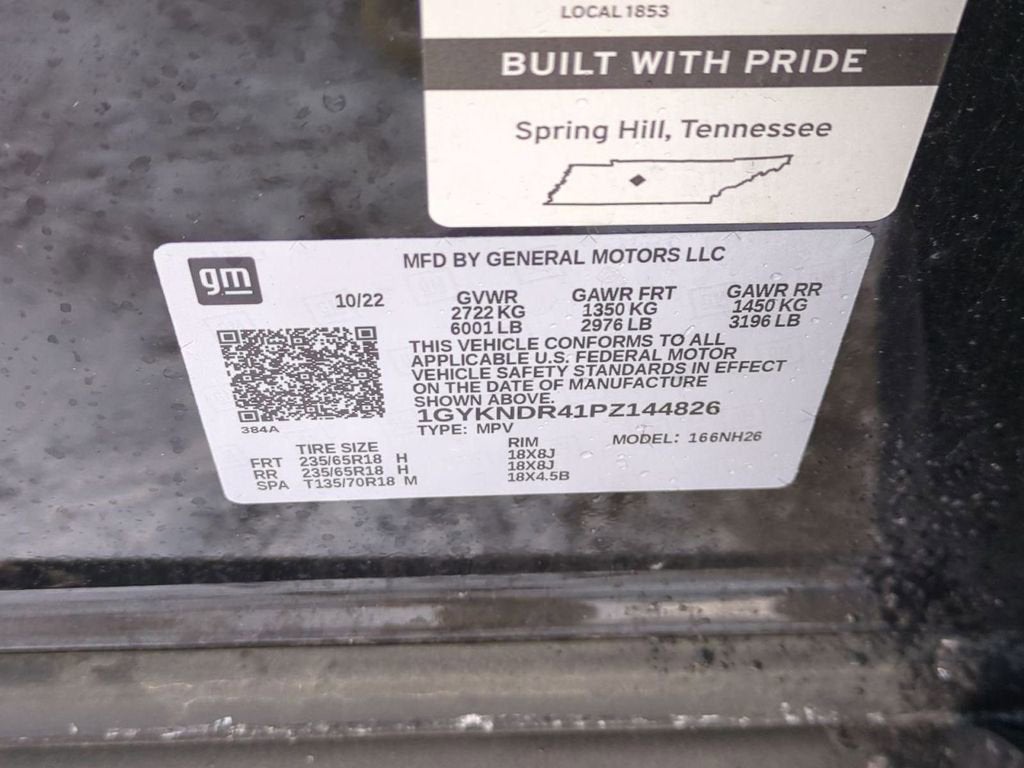 LOCAL 1853
BUILT WITH PRIDE
Spring Hill, Tennessee
gm
MFD BY GENERAL MOTORS LLC
10/22 GVWR GAWR FRT GAWR RR
2722 KG 1350 KG 1450 KG
6001 LB 2976 LB 3196 LB
THIS VEHICLE CONFORMS TO ALL
APPLICABLE U.S. FEDERAL MOTOR
VEHICLE SAFETY STANDARDS IN EFFECT
ON THE DATE OF MANUFACTURE
SHOWN ABOVE.
1GYKNDR41PZ144826
384A
TYPE: MPV MODEL: 166NH26
TIRE SIZE RIM
FRT 235/65R18 H 18X8J
RR 235/65R18 H 18X8J
SPA T135/70R18 M 18X4.5B